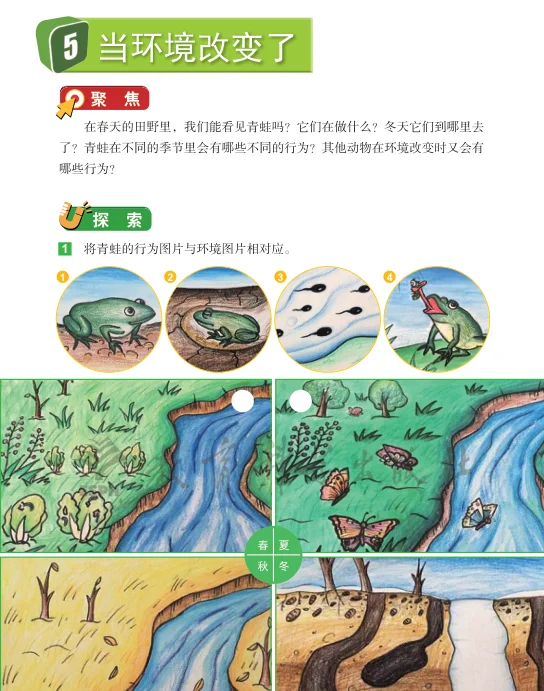 5 当环境改变了
聚 焦
在春天的田野里，我们能看见青蛙吗？它们在做什么？冬天它们到哪里去
了？青蛙在不同的季节里会有哪些不同的行为？其他动物在环境改变时又会有
哪些行为？
探 索
1 将青蛙的行为图片与环境图片相对应。
1 2 3 4
春 夏
秋 冬